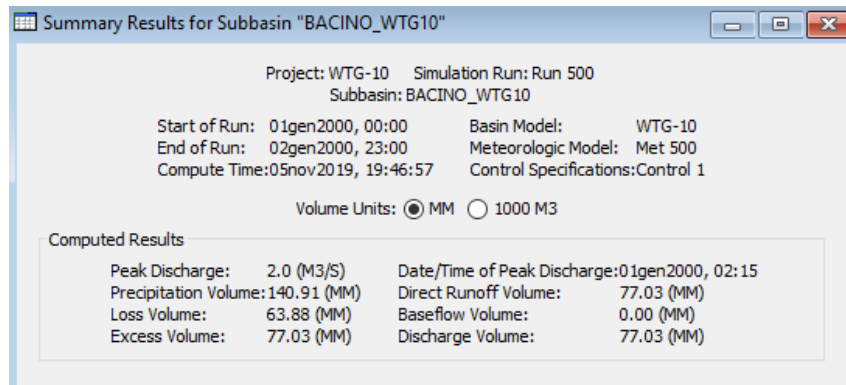 Summary Results for Subbasin "BACINO_WTG10"
Project: WTG-10 Simulation Run: Run 500
Subbasin: BACINO_WTG10
Start of Run: 01gen2000, 00:00 Basin Model: WTG-10
End of Run: 02gen2000, 23:00 Meteorologic Model: Met 500
Compute Time:05nov2019, 19:46:57 Control Specifications:Control 1
Volume Units: MM 1000 M3
Computed Results
Peak Discharge: 2.0 (M3/S) Date/Time of Peak Discharge:01gen2000, 02:15
Precipitation Volume:140.91 (MM) Direct Runoff Volume: 77.03 (MM)
Loss Volume: 63.88 (MM) Baseflow Volume: 0.00 (MM)
Excess Volume: 77.03 (MM) Discharge Volume: 77.03 (MM)